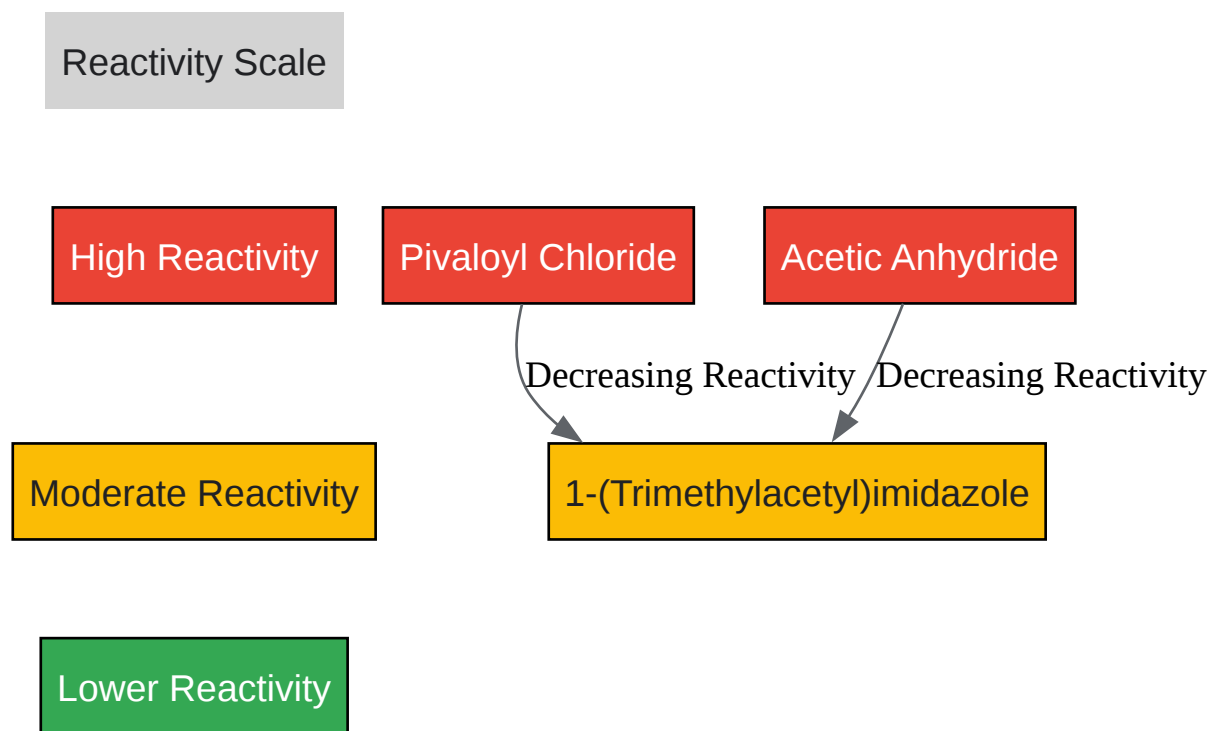 Reactivity Scale
High Reactivity
Pivaloyl Chloride
Acetic Anhydride
Decreasing Reactivity
Decreasing Reactivity
Moderate Reactivity
1-(Trimethylacetyl)imidazole
Lower Reactivity